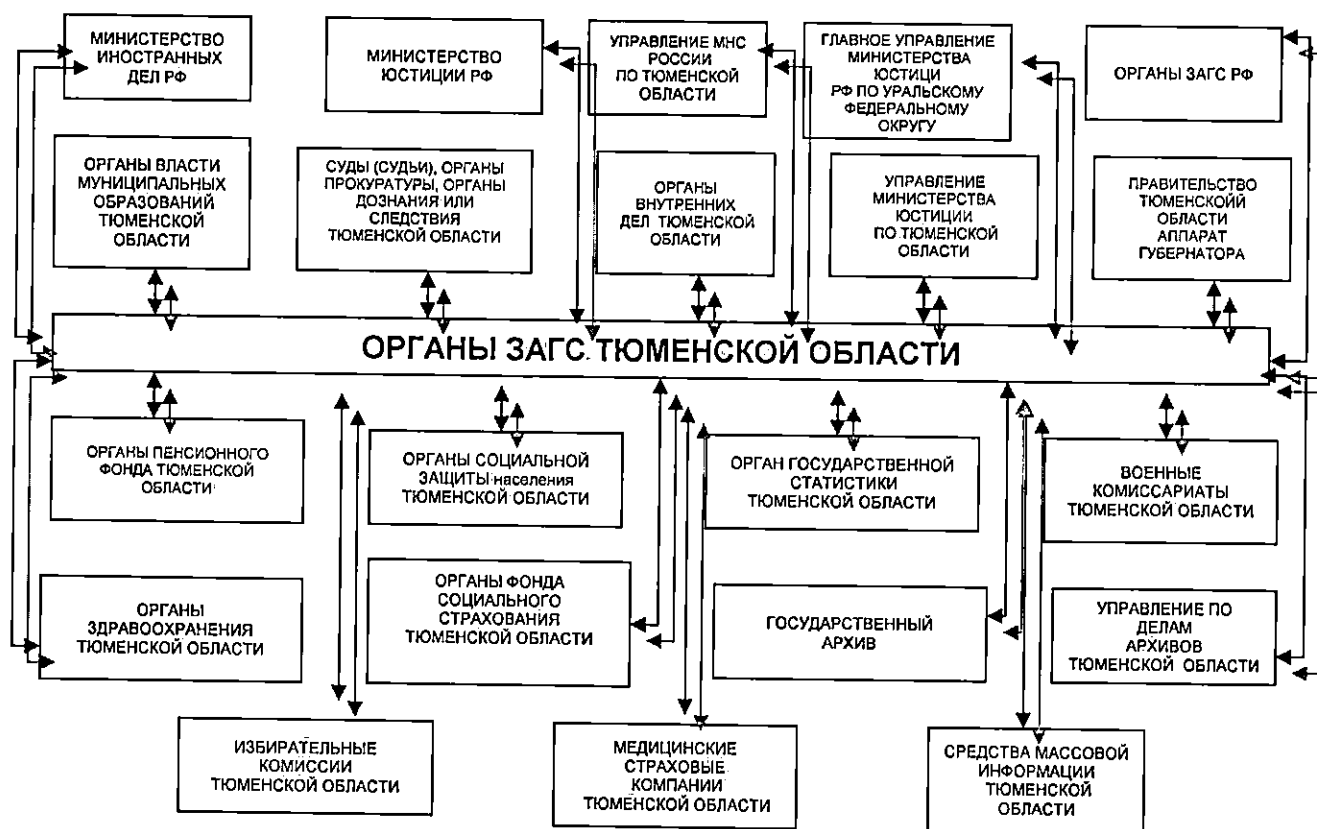 МИНИСТЕРСТВО
ИНОСТРАННЫХ
ДЕЛ РФ
МИНИСТЕРСТВО
ЮСТИЦИИ РФ
УПРАВЛЕНИЕ МНС
РОССИИ
ПО ТЮМЕНСКОЙ
ОБЛАСТИ
ГЛАВНОЕ УПРАВЛЕНИЕ
МИНИСТЕРСТВА
ЮСТИЦИ
РФ ПО УРАЛЬСКОМУ
ФЕДЕРАЛЬНОМУ
ОКРУГУ
ОРГАНЫ ЗАГС РФ
ОРГАНЫ ВЛАСТИ
МУНИЦИПАЛЬНЫХ
ОБРАЗОВАНИЙ
ТЮМЕНСКОЙ
ОБЛАСТИ
СУДЫ (СУДЬИ), ОРГАНЫ
ПРОКУРАТУРЫ, ОРГАНЫ
ДОЗНАНИЯ ИЛИ
СЛЕДСТВИЯ
ТЮМЕНСКОЙ ОБЛАСТИ
ОРГАНЫ
ВНУТРЕННИХ
ДЕЛ ТЮМЕНСКОЙ
ОБЛАСТИ
УПРАВЛЕНИЕ
МИНИСТЕРСТВА
ЮСТИЦИИ
ПО ТЮМЕНСКОЙ
ОБЛАСТИ
ПРАВИТЕЛЬСТВО
ТЮМЕНСКОЙЙ
ОБЛАСТИ
АППАРАТ
ГУБЕРНАТОРА
ОРГАНЫ ЗАГС ТЮМЕНСКОЙ ОБЛАСТИ
ОРГАНЫ ПЕНСИОННОГО
ФОНДА ТЮМЕНСКОЙ
ОБЛАСТИ
ОРГАНЫ СОЦИАЛЬНОЙ
ЗАЩИТЫ населения
ТЮМЕНСКОЙ ОБЛАСТИ
ОРГАН ГОСУДАРСТВЕННОЙ
СТАТИСТИКИ
ТЮМЕНСКОЙ ОБЛАСТИ
ВОЕННЫЕ
КОМИССАРИАТЫ
ТЮМЕНСКОЙ ОБЛАСТИ
ОРГАНЫ
ЗДРАВООХРАНЕНИЯ
ТЮМЕНСКОЙ ОБЛАСТИ
ОРГАНЫ ФОНДА
СОЦИАЛЬНОГО
СТРАХОВАНИЯ
ТЮМЕНСКОЙ ОБЛАСТИ
ГОСУДАРСТВЕННЫЙ
АРХИВ
УПРАВЛЕНИЕ ПО
ДЕЛАМ
АРХИВОВ
ТЮМЕНСКОЙ ОБЛАСТИ
ИЗБИРАТЕЛЬНЫЕ
КОМИССИИ
ТЮМЕНСКОЙ ОБЛАСТИ
МЕДИЦИНСКИЕ
СТРАХОВЫЕ
КОМПАНИИ
ТЮМЕНСКОЙ ОБЛАСТИ
СРЕДСТВА МАССОВОЙ
ИНФОРМАЦИИ
ТЮМЕНСКОЙ
ОБЛАСТИ